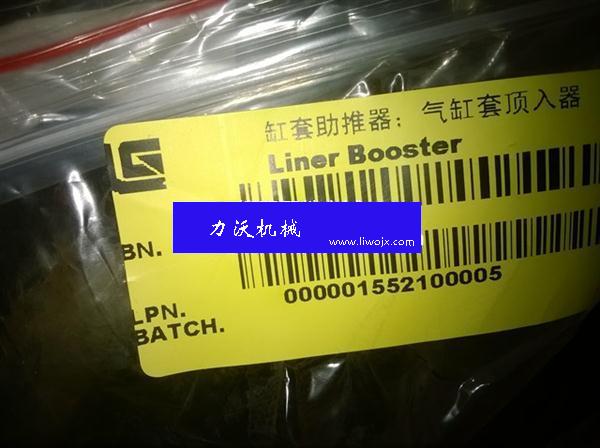 缸套助推器：气缸套顶入器
Liner Booster
力沃机械
www.liwojx.com
BN.
000001552100005
LPN.
BATCH.